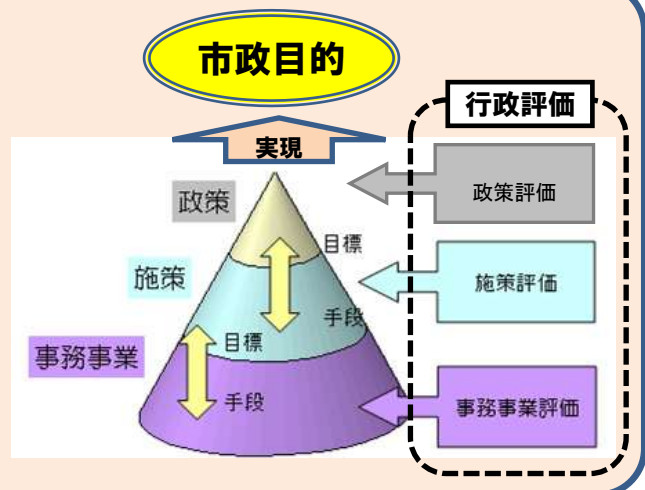 市政目的
行政評価
実現
政策
政策評価
目標
施策
施策評価
手段
目標
事務事業
手段
事務事業評価